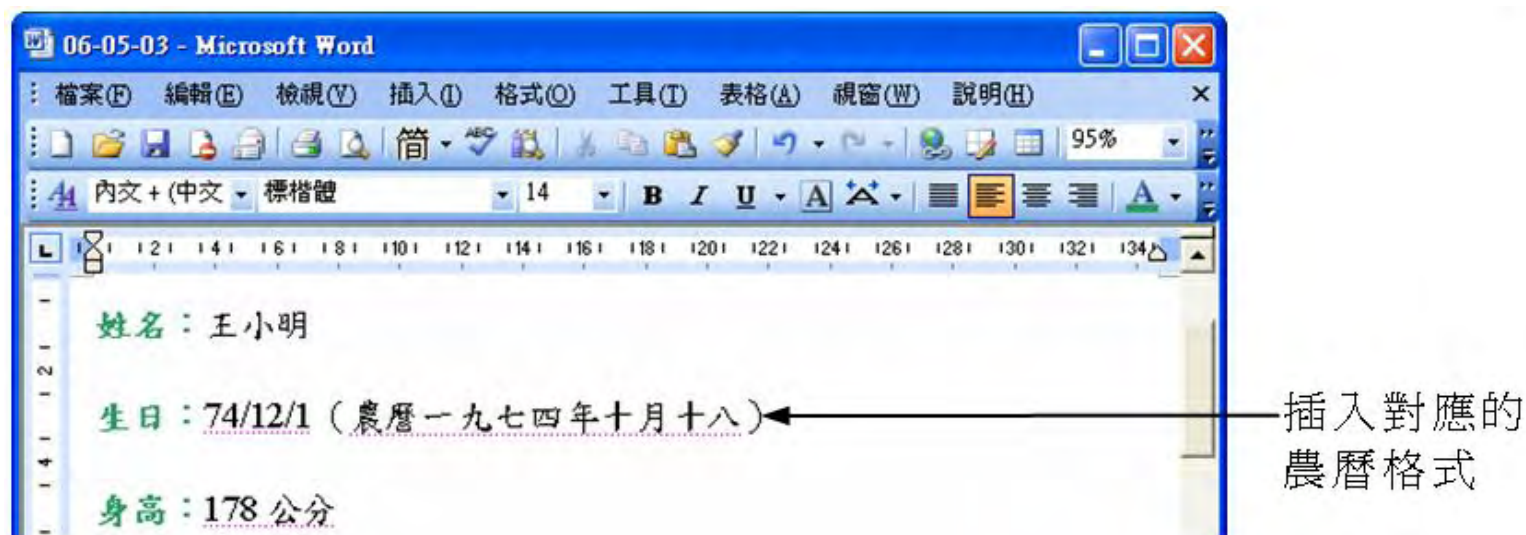 06-05-03 - Microsoft Word
檔案(F) 編輯(E) 檢視(V) 插入(I) 格式(O) 工具(T) 表格(A) 視窗(W) 說明(H)
簡 ABC 95%
內文 + (中文 標楷體 14 B I U A A
L 2 4 6 8 10 12 14 16 18 20 22 24 26 28 30 32 34
姓名：王小明
2
生日：74/12/1（農曆一九七四年十月十八）
插入對應的
農曆格式
4
身高：178 公分